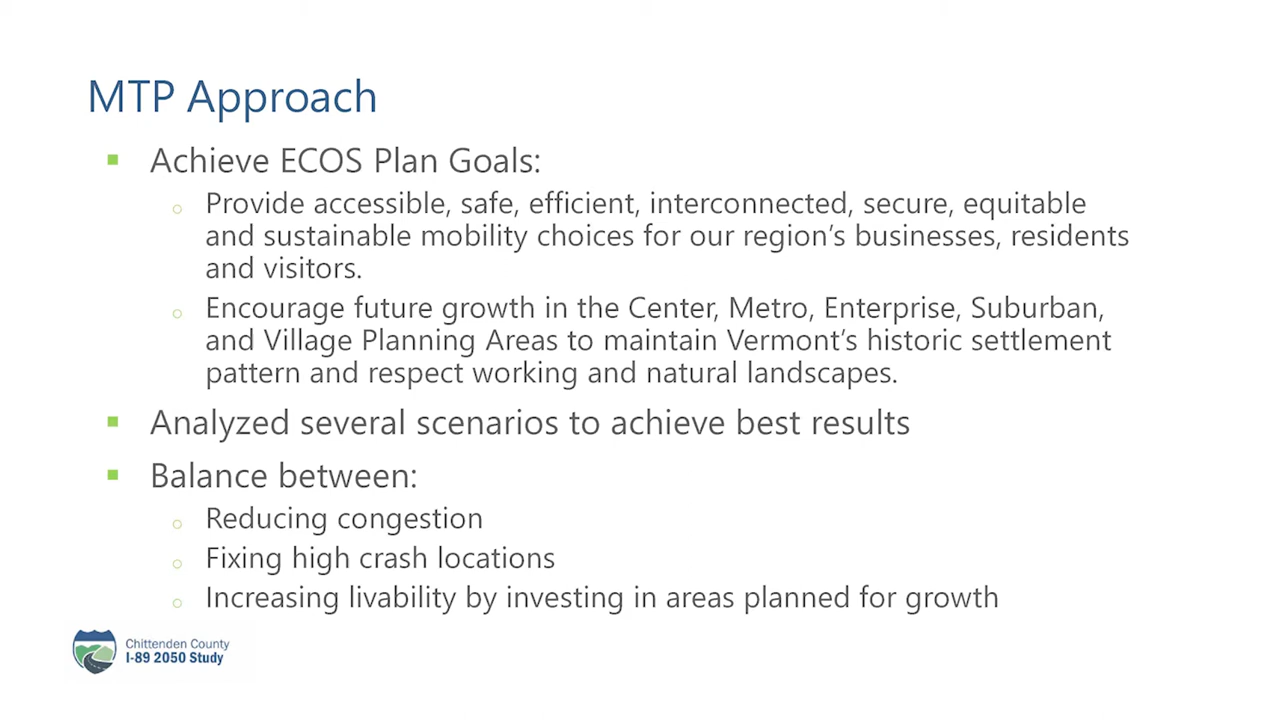 MTP Approach
Achieve ECOS Plan Goals:
Provide accessible, safe, efficient, interconnected, secure, equitable
and sustainable mobility choices for our region's businesses, residents
and visitors.
Encourage future growth in the Center, Metro, Enterprise, Suburban,
and Village Planning Areas to maintain Vermont's historic settlement
pattern and respect working and natural landscapes.
Analyzed several scenarios to achieve best results
Balance between:
Reducing congestion
Fixing high crash locations
Increasing livability by investing in areas planned for growth
Chittenden County
I-89 2050 Study